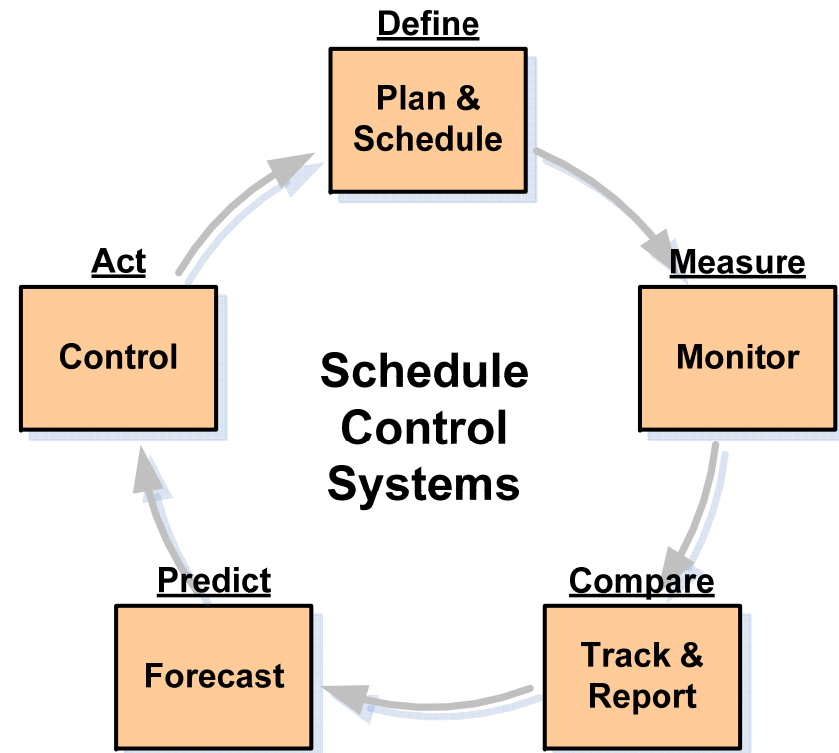 Define
Plan &
Schedule
Act
Measure
Control
Monitor
Schedule
Control
Systems
Predict
Compare
Forecast
Track &
Report